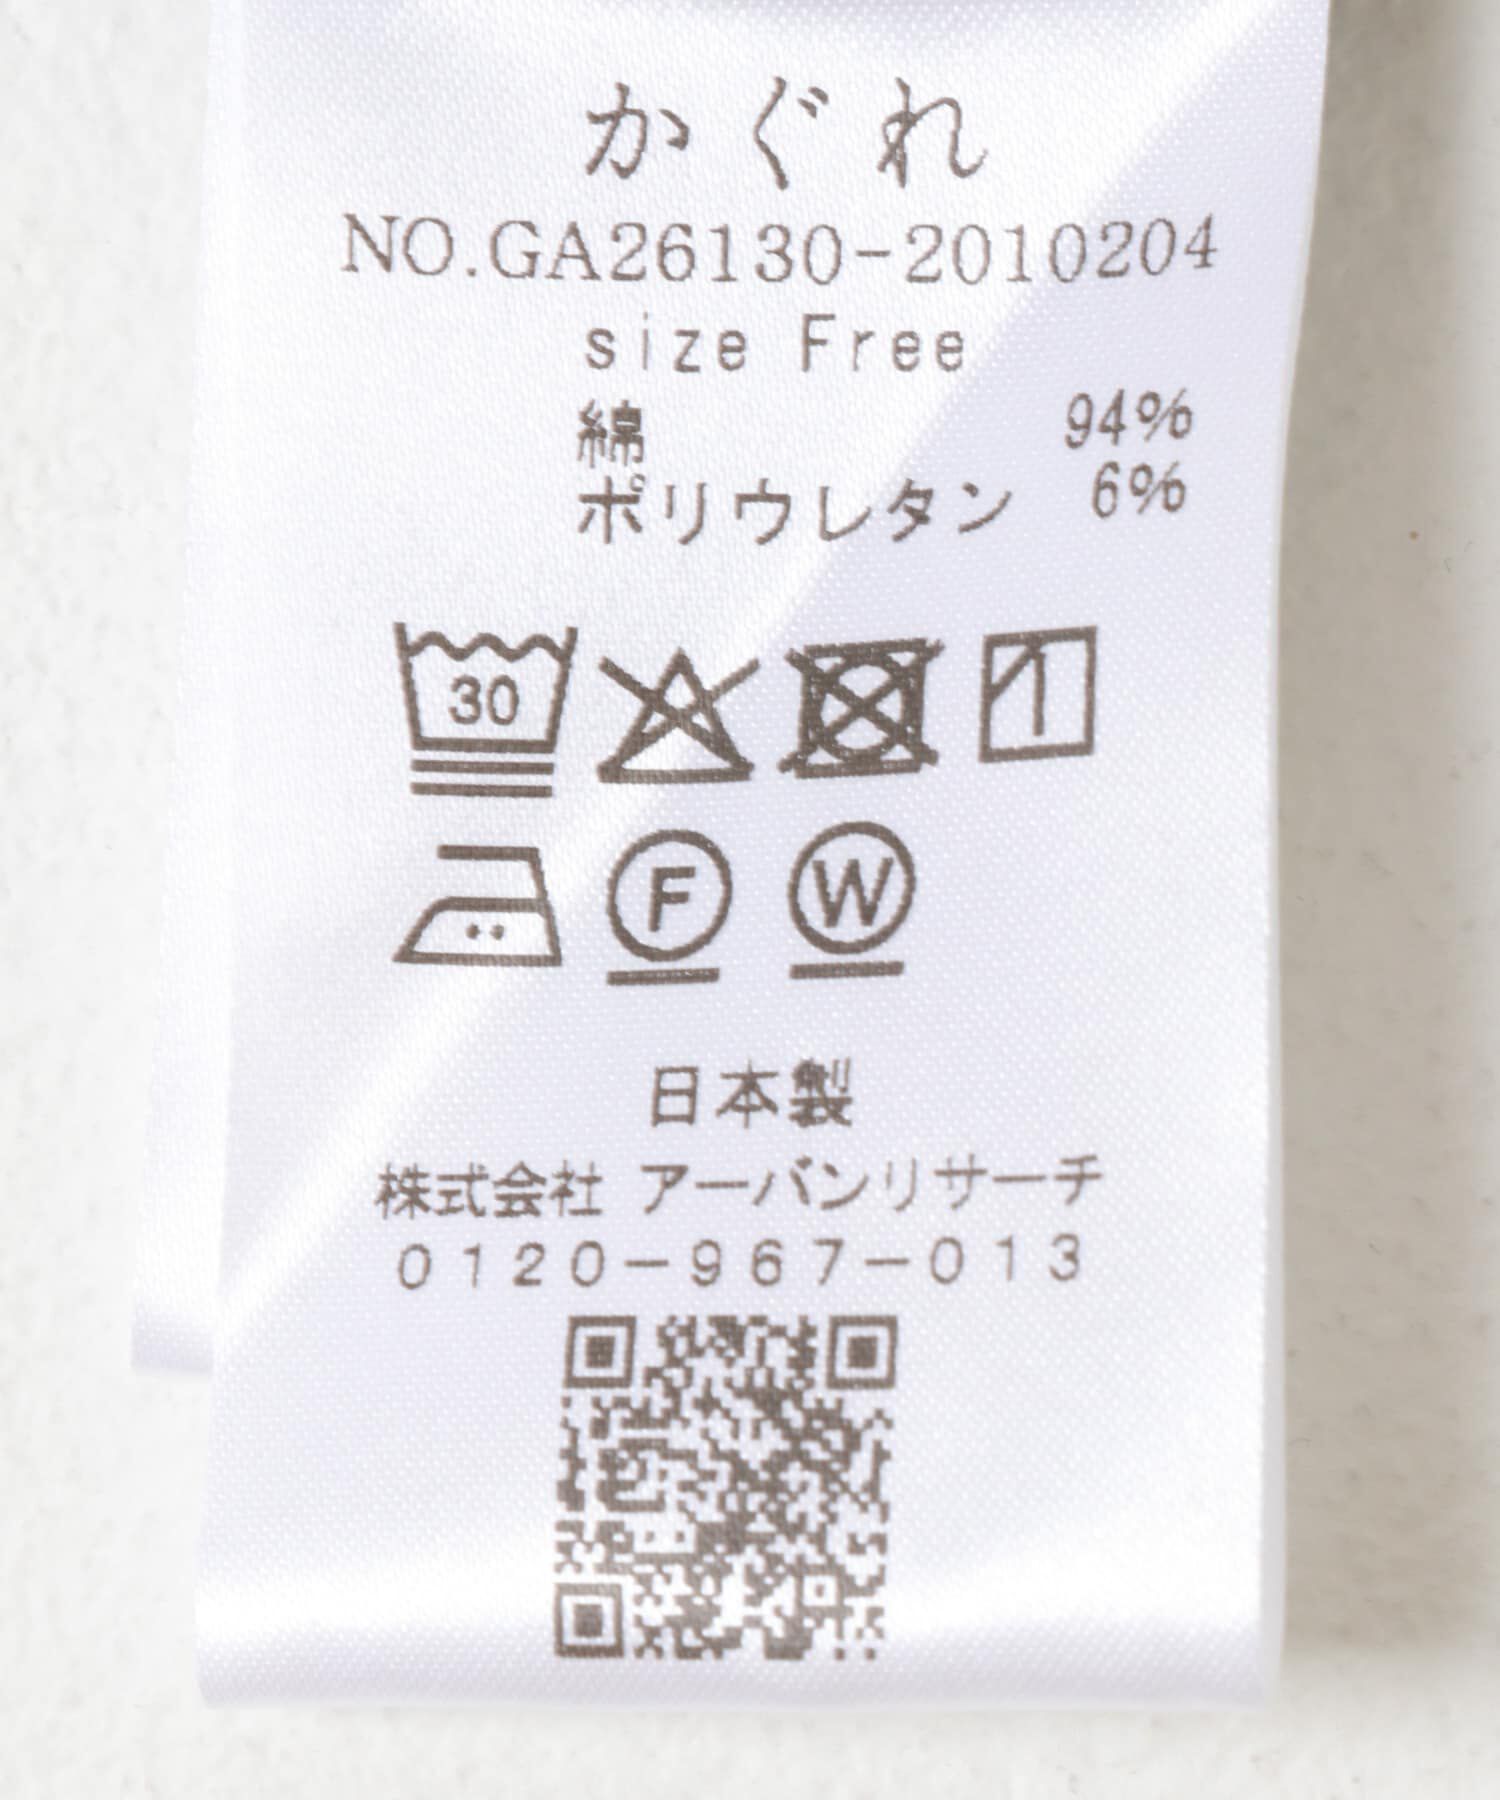 かぐれ
NO.GA26130-2010204
size Free
綿 94%
ポリウレタン 6%
30
F W
日本製
株式会社 アーバンリサーチ
0120-967-013